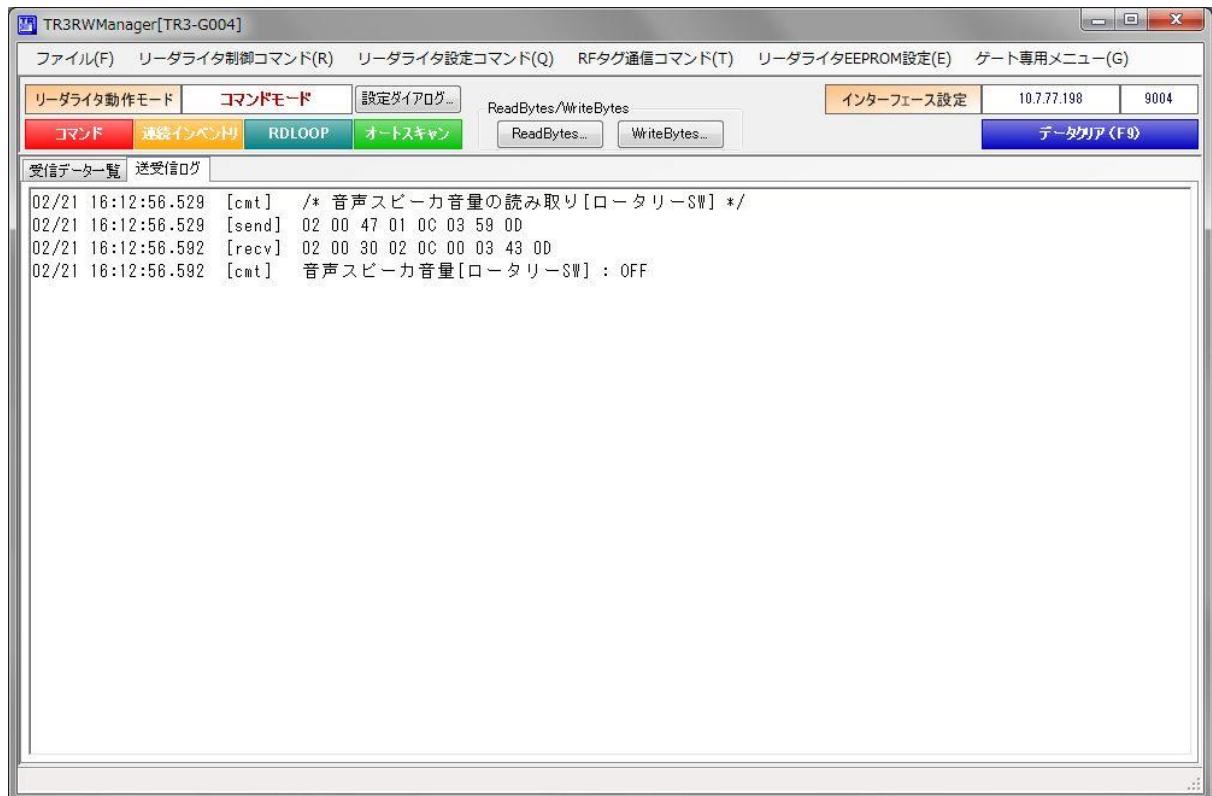 TR3RWManager[TR3-G004]
ファイル(F) リーダライタ制御コマンド(R) リーダライタ設定コマンド(Q) RFタグ通信コマンド(T) リーダライタEEPROM設定(E) ゲート専用メニュー(G)
リーダライタ動作モード コマンドモード 設定ダイアログ... ReadBytes/WriteBytes インターフェース設定 10.7.77.198 9004
コマンド 連続インベントリ RDLOOP オートスキャン ReadBytes... WriteBytes... データクリア(F9)
受信データ一覧 送受信ログ
02/21 16:12:56.529 [cmt] /* 音声スピーカ音量の読み取り[ロータリーSW] */
02/21 16:12:56.529 [send] 02 00 47 01 0C 03 59 0D
02/21 16:12:56.592 [recv] 02 00 30 02 0C 00 03 43 0D
02/21 16:12:56.592 [cmt] 音声スピーカ音量[ロータリーSW] : OFF